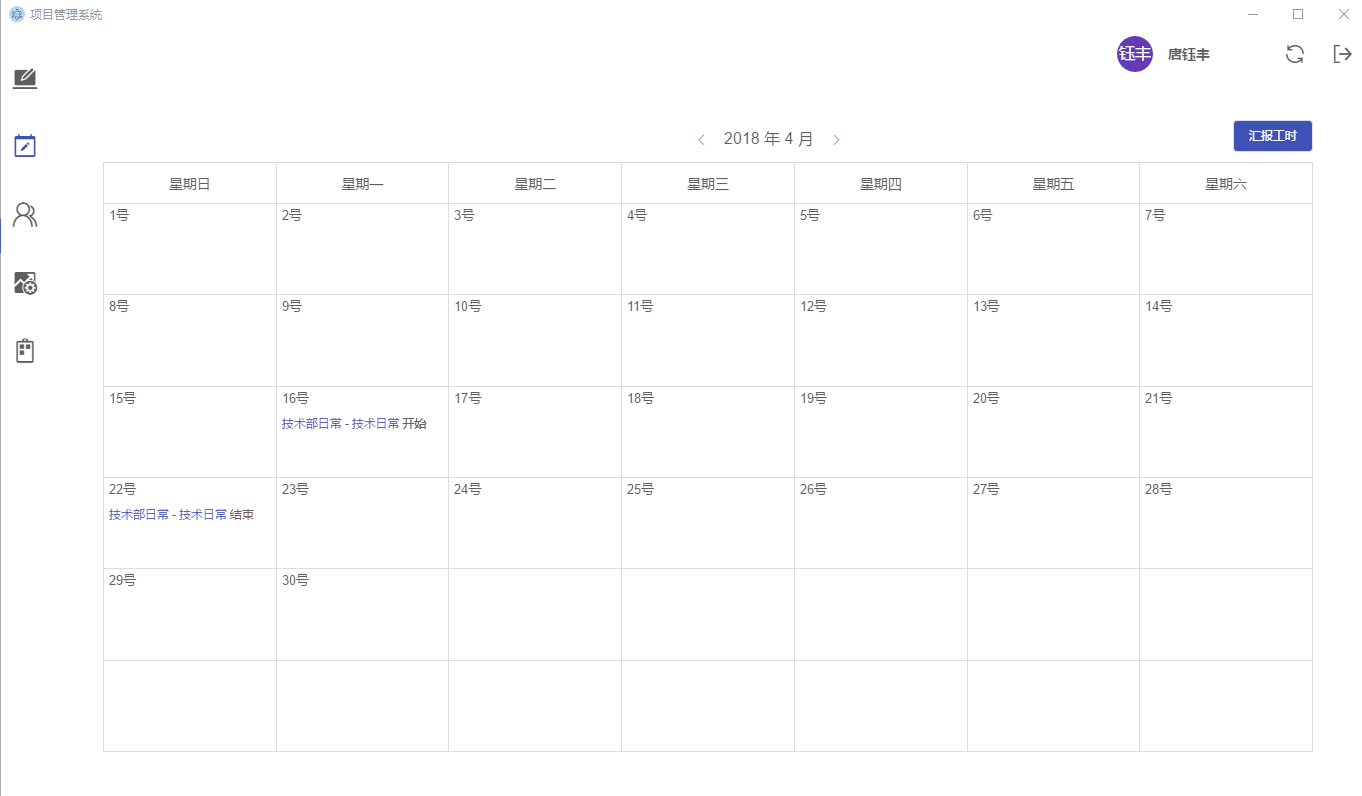 项目管理系统
钰丰 唐钰丰
2018 年 4 月
汇报工时
星期日 星期一 星期二 星期三 星期四 星期五 星期六
1号 2号 3号 4号 5号 6号 7号
8号 9号 10号 11号 12号 13号 14号
15号 16号 17号 18号 19号 20号 21号
技术部日常 - 技术日常 开始
22号 23号 24号 25号 26号 27号 28号
技术部日常 - 技术日常 结束
29号 30号